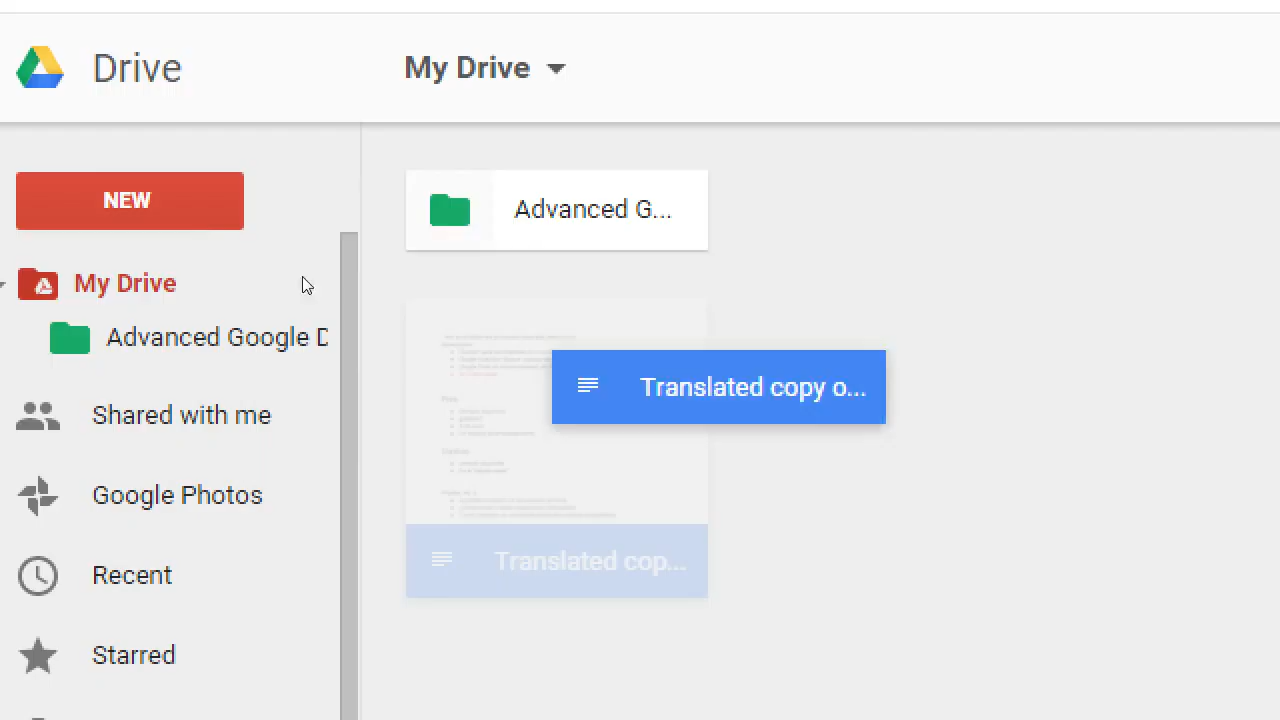 Drive
My Drive
NEW
My Drive
Advanced Google D
Shared with me
Google Photos
Recent
Starred
Advanced G...
Translated copy o...
Translated cop...